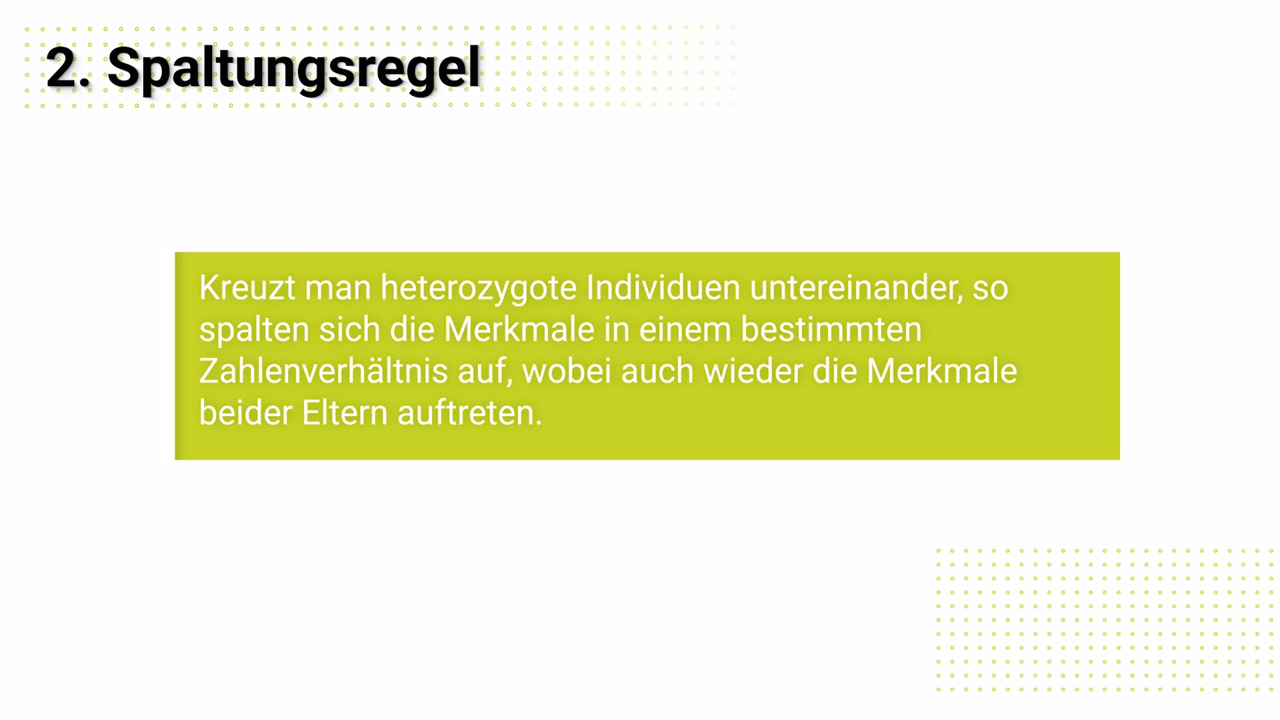 2. Spaltungsregel
Kreuzt man heterozygote Individuen untereinander, so
spalten sich die Merkmale in einem bestimmten
Zahlenverhältnis auf, wobei auch wieder die Merkmale
beider Eltern auftreten.